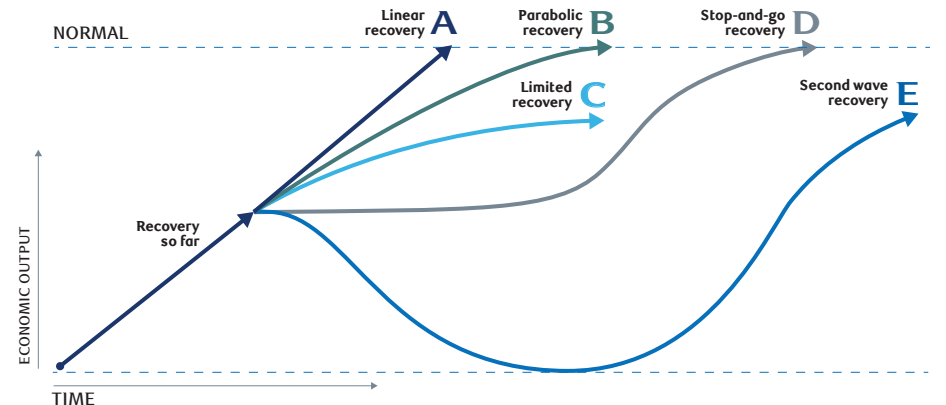 NORMAL
Linear
recovery A
Parabolic
recovery B
Stop-and-go
recovery D
Limited
recovery C
Second wave
recovery E
Recovery
so far
ECONOMIC OUTPUT
TIME